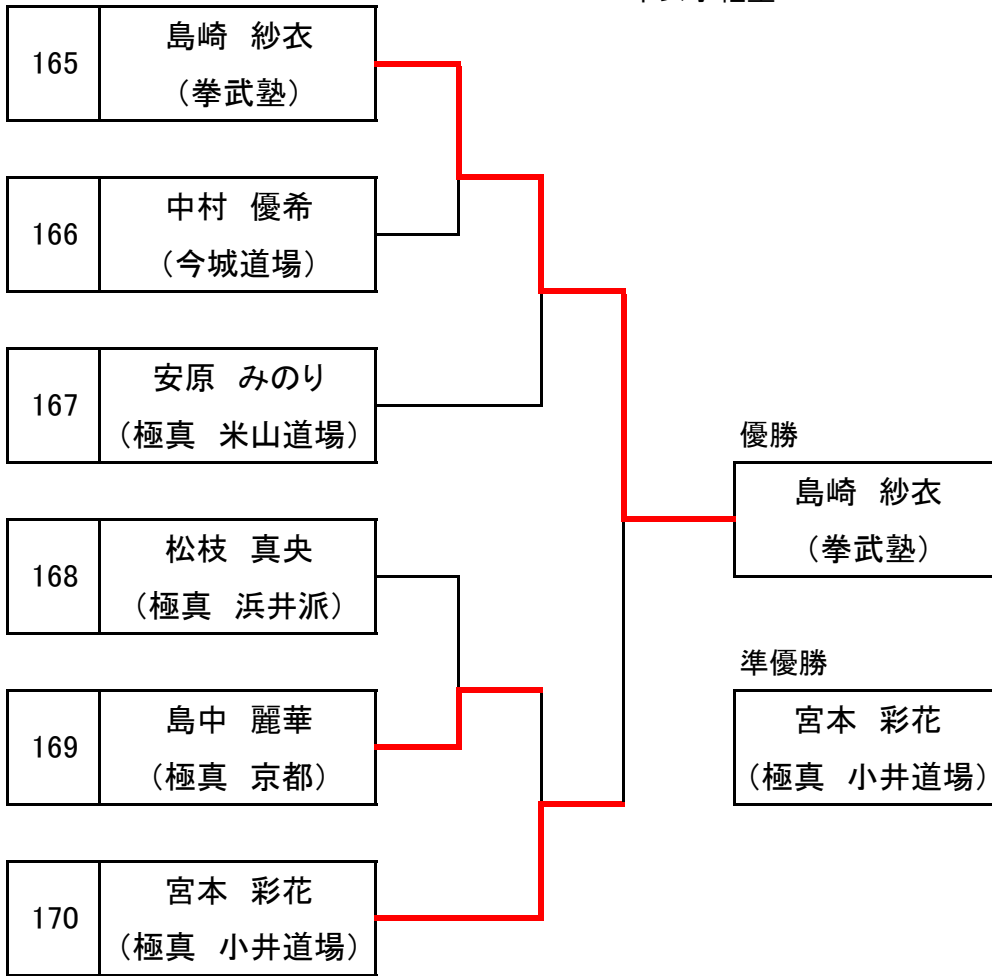 165
島崎　紗衣
（拳武塾）
166
中村　優希
（今城道場）
167
安原　みのり
（極真　米山道場）
優勝
島崎　紗衣
（拳武塾）
168
松枝　真央
（極真　浜井派）
準優勝
169
島中　麗華
（極真　京都）
宮本　彩花
（極真　小井道場）
170
宮本　彩花
（極真　小井道場）